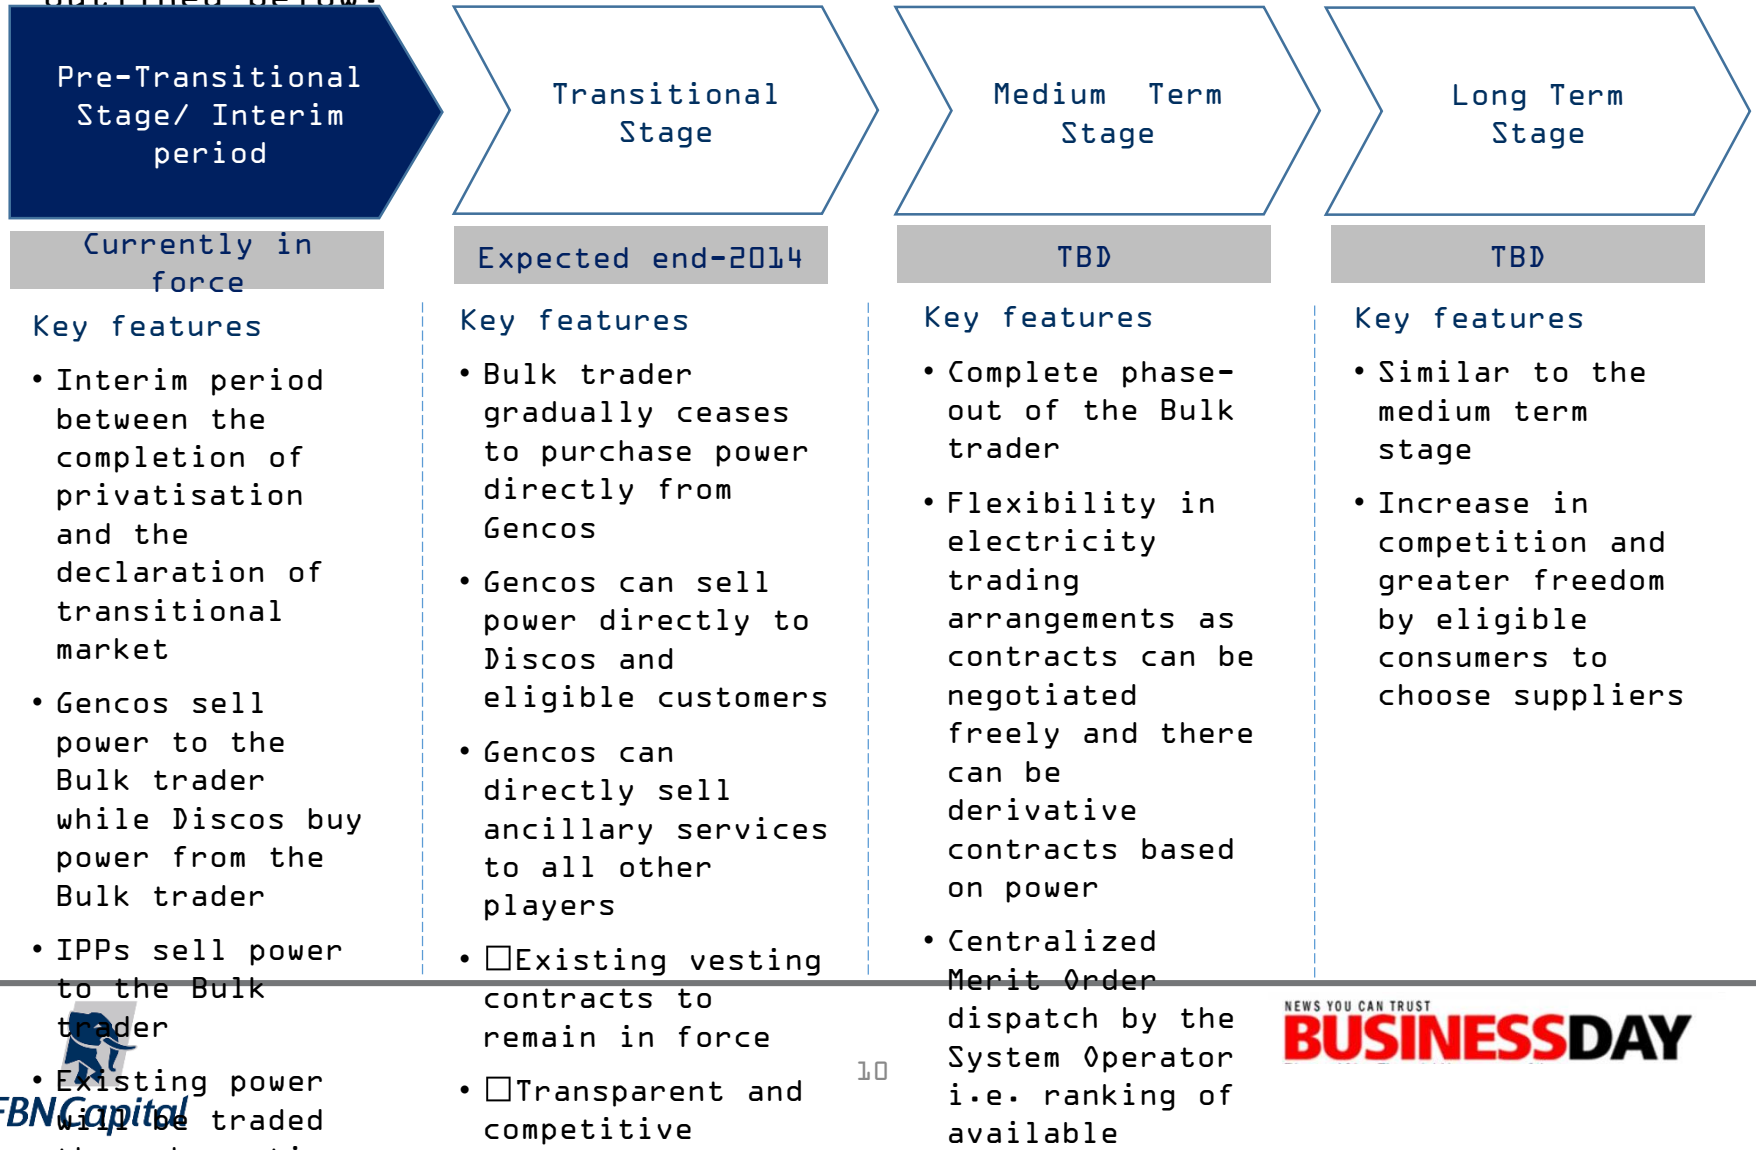 outlined below:
Pre-Transitional
Stage/ Interim
period
Transitional
Stage
Medium Term
Stage
Long Term
Stage
Currently in
force
Expected end-2014
TBD
TBD
Key features
• Interim period
between the
completion of
privatisation
and the
declaration of
transitional
market
• Gencos sell
power to the
Bulk trader
while Discos buy
power from the
Bulk trader
• IPPs sell power
to the Bulk
trader
• Existing power
will be traded
Key features
• Bulk trader
gradually ceases
to purchase power
directly from
Gencos
• Gencos can sell
power directly to
Discos and
eligible customers
• Gencos can
directly sell
ancillary services
to all other
players
• □Existing vesting
contracts to
remain in force
• □Transparent and
competitive
Key features
• Complete phase-
out of the Bulk
trader
• Flexibility in
electricity
trading
arrangements as
contracts can be
negotiated
freely and there
can be
derivative
contracts based
on power
• Centralized
Merit Order
dispatch by the
System Operator
i.e. ranking of
available
Key features
• Similar to the
medium term
stage
• Increase in
competition and
greater freedom
by eligible
consumers to
choose suppliers
FBNCapital
10
NEWS YOU CAN TRUST
BUSINESSDAY